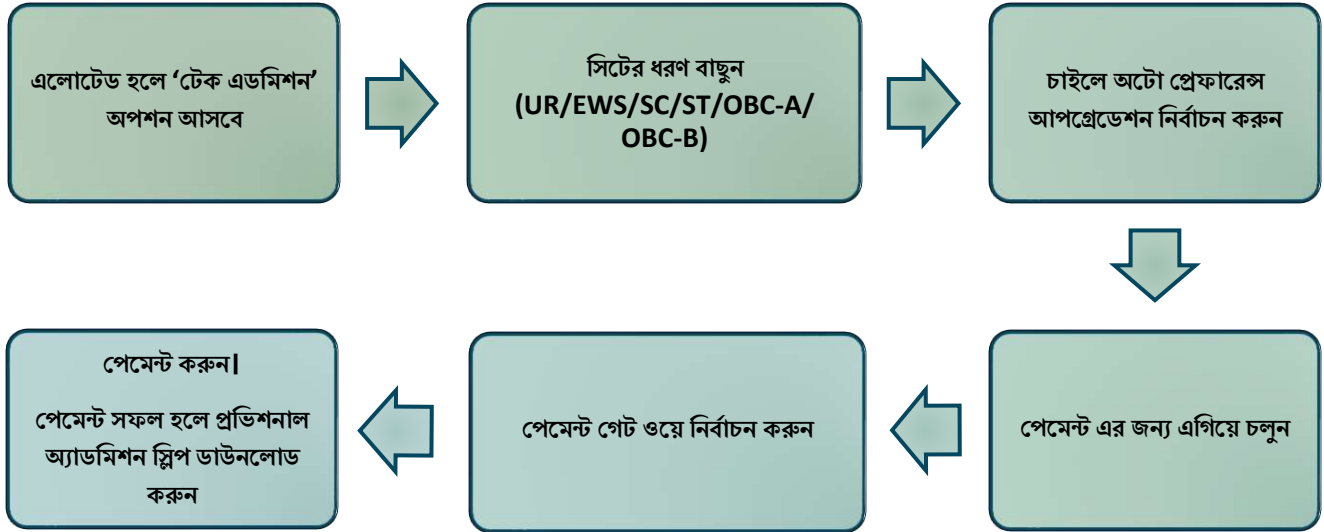 এলোটেড হলে ‘টেক এডমিশন’
অপশন আসবে
সিটের ধরণ বাছুন
(UR/EWS/SC/ST/OBC-A/
OBC-B)
চাইলে অটো প্রেফারেন্স
আপগ্রেডেশন নির্বাচন করুন
পেমেন্ট এর জন্য এগিয়ে চলুন
পেমেন্ট গেট ওয়ে নির্বাচন করুন
পেমেন্ট করুন।
পেমেন্ট সফল হলে প্রভিশনাল
অ্যাডমিশন স্লিপ ডাউনলোড
করুন